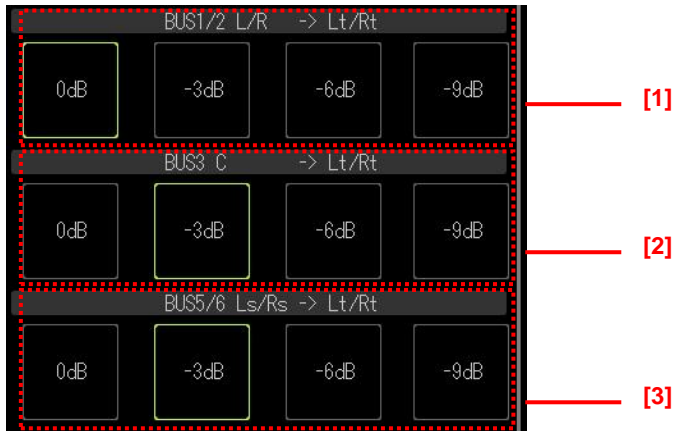 BUS1/2 L/R -> Lt/Rt
0dB -3dB -6dB -9dB
[1]
BUS3 C -> Lt/Rt
0dB -3dB -6dB -9dB
[2]
BUS5/6 Ls/Rs -> Lt/Rt
0dB -3dB -6dB -9dB
[3]